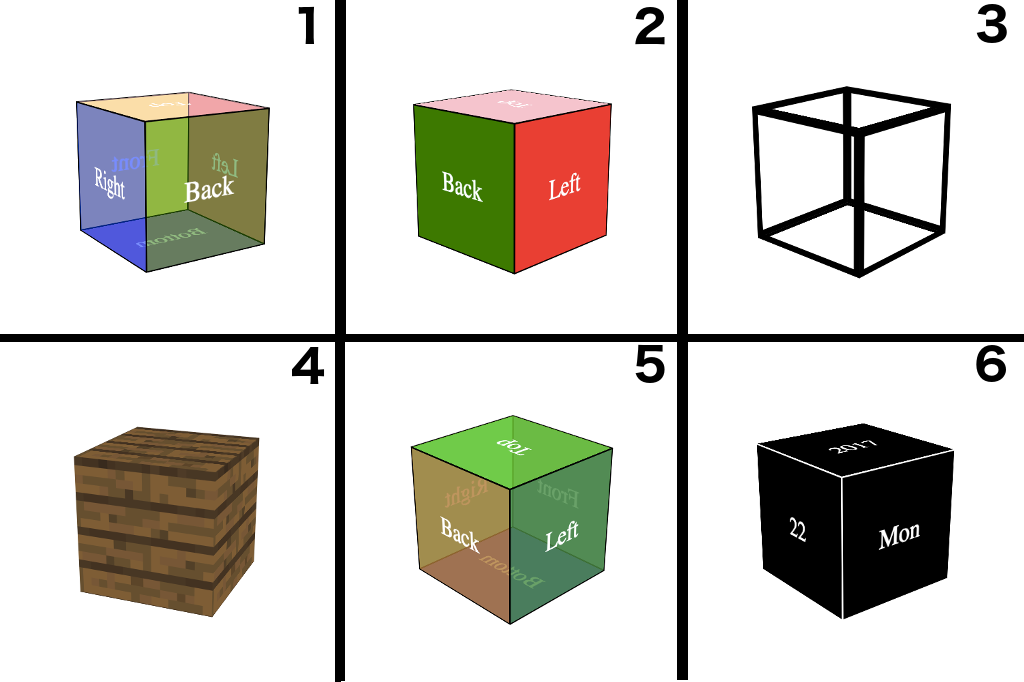 1
Top
Front
Left
Right
Back
Bottom
2
Top
Back
Left
3
4
5
Top
Right
Front
Back
Left
Bottom
6
2017
22
Mon